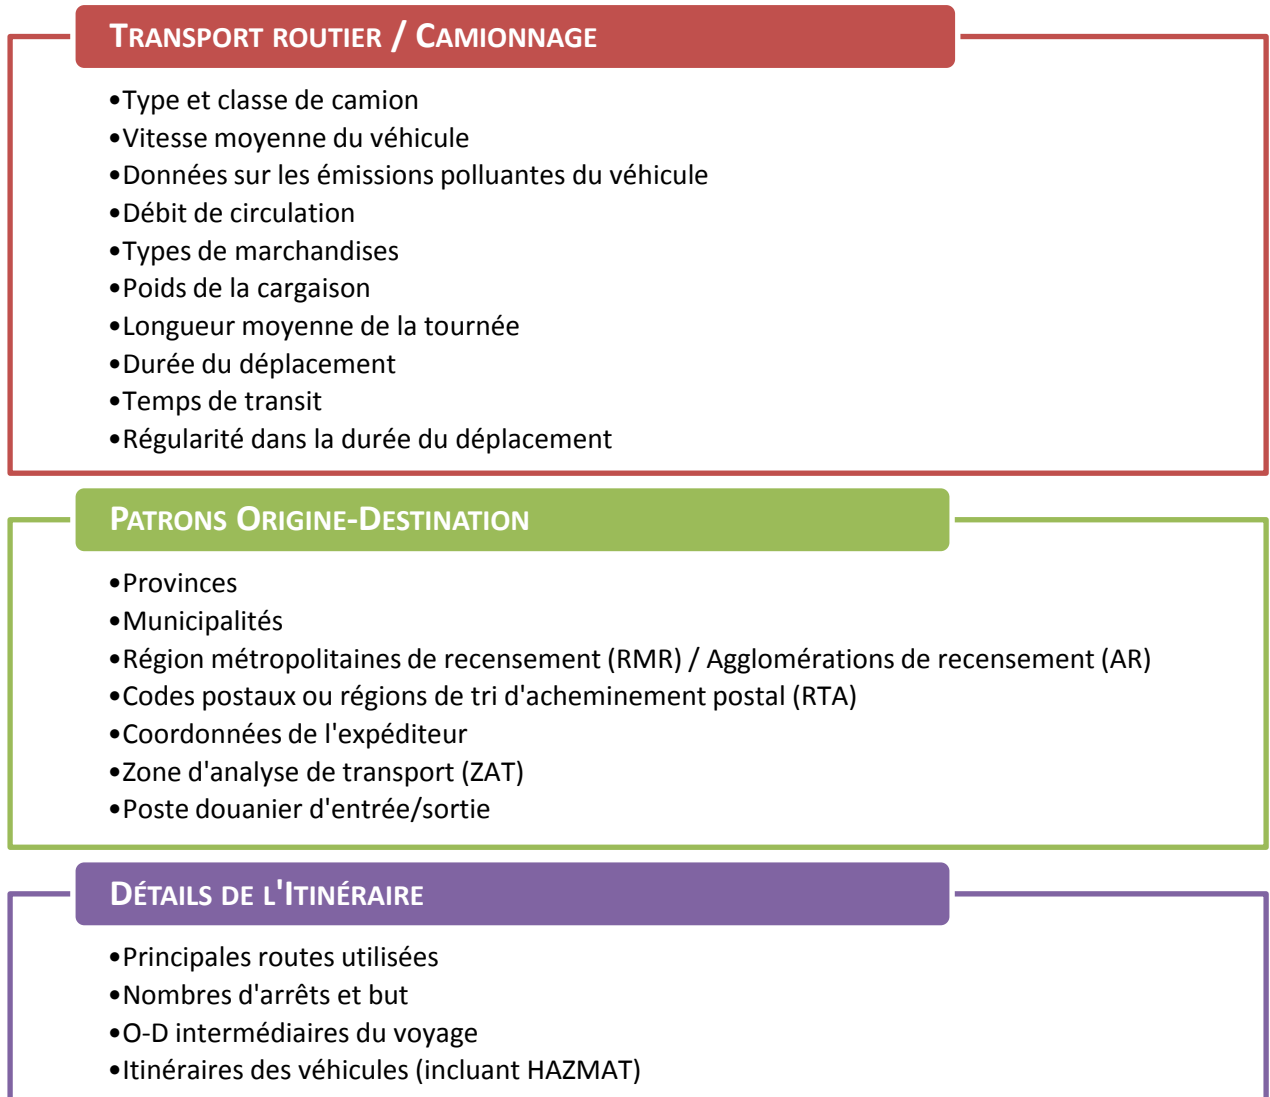 TRANSPORT ROUTIER / CAMIONNAGE
•Type et classe de camion
•Vitesse moyenne du véhicule
•Données sur les émissions polluantes du véhicule
•Débit de circulation
•Types de marchandises
•Poids de la cargaison
•Longueur moyenne de la tournée
•Durée du déplacement
•Temps de transit
•Régularité dans la durée du déplacement
PATRONS ORIGINE-DESTINATION
•Provinces
•Municipalités
•Région métropolitaines de recensement (RMR) / Agglomérations de recensement (AR)
•Codes postaux ou régions de tri d'acheminement postal (RTA)
•Coordonnées de l'expéditeur
•Zone d'analyse de transport (ZAT)
•Poste douanier d'entrée/sortie
DÉTAILS DE L'ITINÉRAIRE
•Principales routes utilisées
•Nombres d'arrêts et but
•O-D intermédiaires du voyage
•Itinéraires des véhicules (incluant HAZMAT)